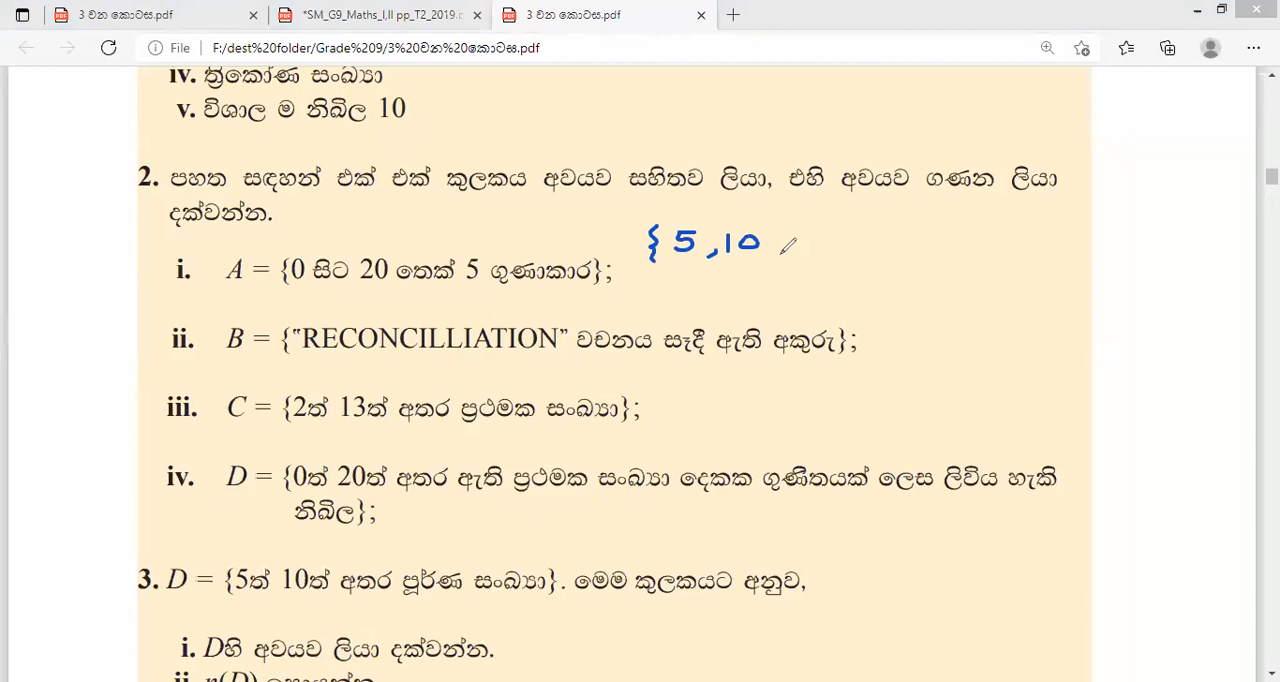 3 වන කොටස.pdf
*SM_G9_Maths_I,II pp_T2_2019.c
3 වන කොටස.pdf
File F:/dest%20folder/Grade%209/3%20වන%20කොටස.pdf
iv. ත්‍රිකෝණ සංඛ්‍යා
v. විශාල ම නිඛිල 10
2. පහත සඳහන් එක් එක් කුලකය අවයව සහිතව ලියා, එහි අවයව ගණන ලියා
දක්වන්න.
{ 5 , 10
i. A = {0 සිට 20 තෙක් 5 ගුණාකාර};
ii. B = {“RECONCILLIATION” වචනය සෑදී ඇති අකුරු};
iii. C = {2ත් 13ත් අතර ප්‍රථමක සංඛ්‍යා};
iv. D = {0ත් 20ත් අතර ඇති ප්‍රථමක සංඛ්‍යා දෙකක ගුණිතයක් ලෙස ලිවිය හැකි
නිඛිල};
3. D = {5ත් 10ත් අතර පූර්ණ සංඛ්‍යා}. මෙම කුලකයට අනුව,
i. Dහි අවයව ලියා දක්වන්න.
ii. n(D) සොයන්න.